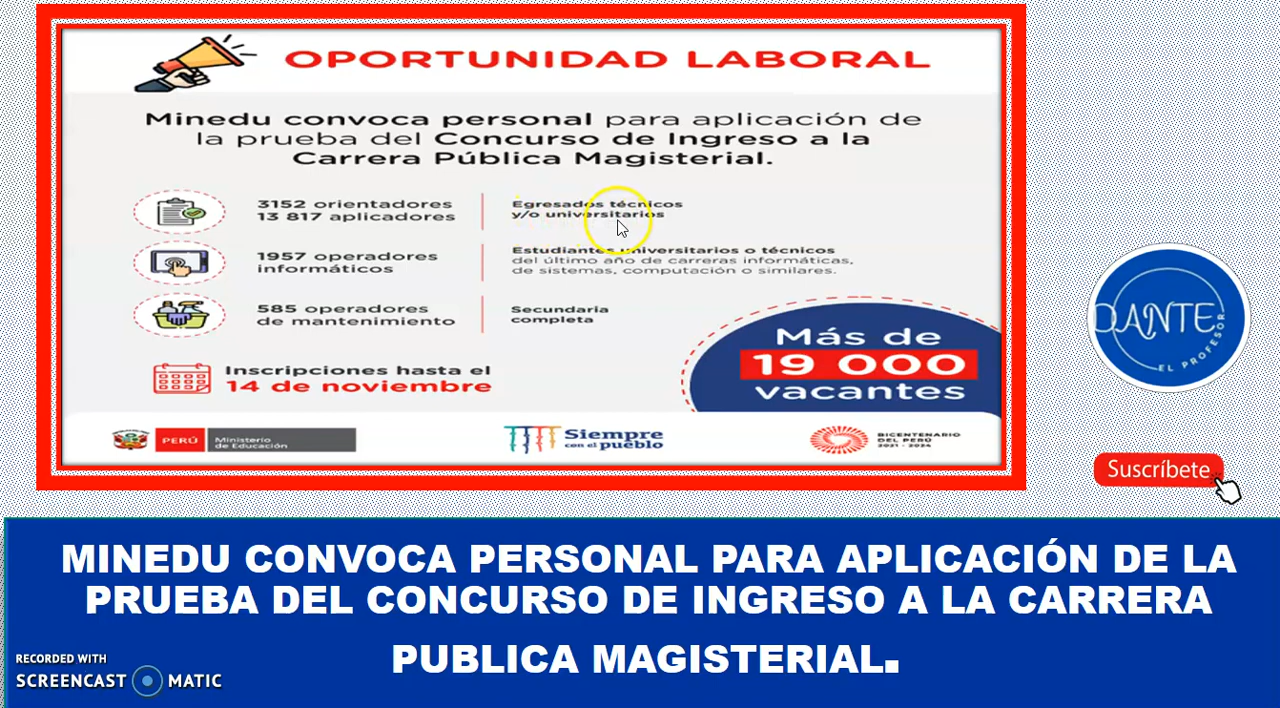 OPORTUNIDAD LABORAL
Minedu convoca personal para aplicación de
la prueba del Concurso de Ingreso a la
Carrera Pública Magisterial.
3152 orientadores
13 817 aplicadores
Egresados técnicos
y/o universitarios
1957 operadores
informáticos
Estudiantes universitarios o técnicos
del último año de carreras informáticas,
de sistemas, computación o similares.
585 operadores
de mantenimiento
Secundaria
completa
Inscripciones hasta el
14 de noviembre
Más de
19 000
vacantes
PERÚ
Ministerio
de Educación
Siempre
con el pueblo
BICENTENARIO
DEL PERÚ
2021 - 2024
DANTE
EL PROFESOR
Suscríbete
MINEDU CONVOCA PERSONAL PARA APLICACIÓN DE LA
PRUEBA DEL CONCURSO DE INGRESO A LA CARRERA
PUBLICA MAGISTERIAL.
RECORDED WITH
SCREENCAST MATIC